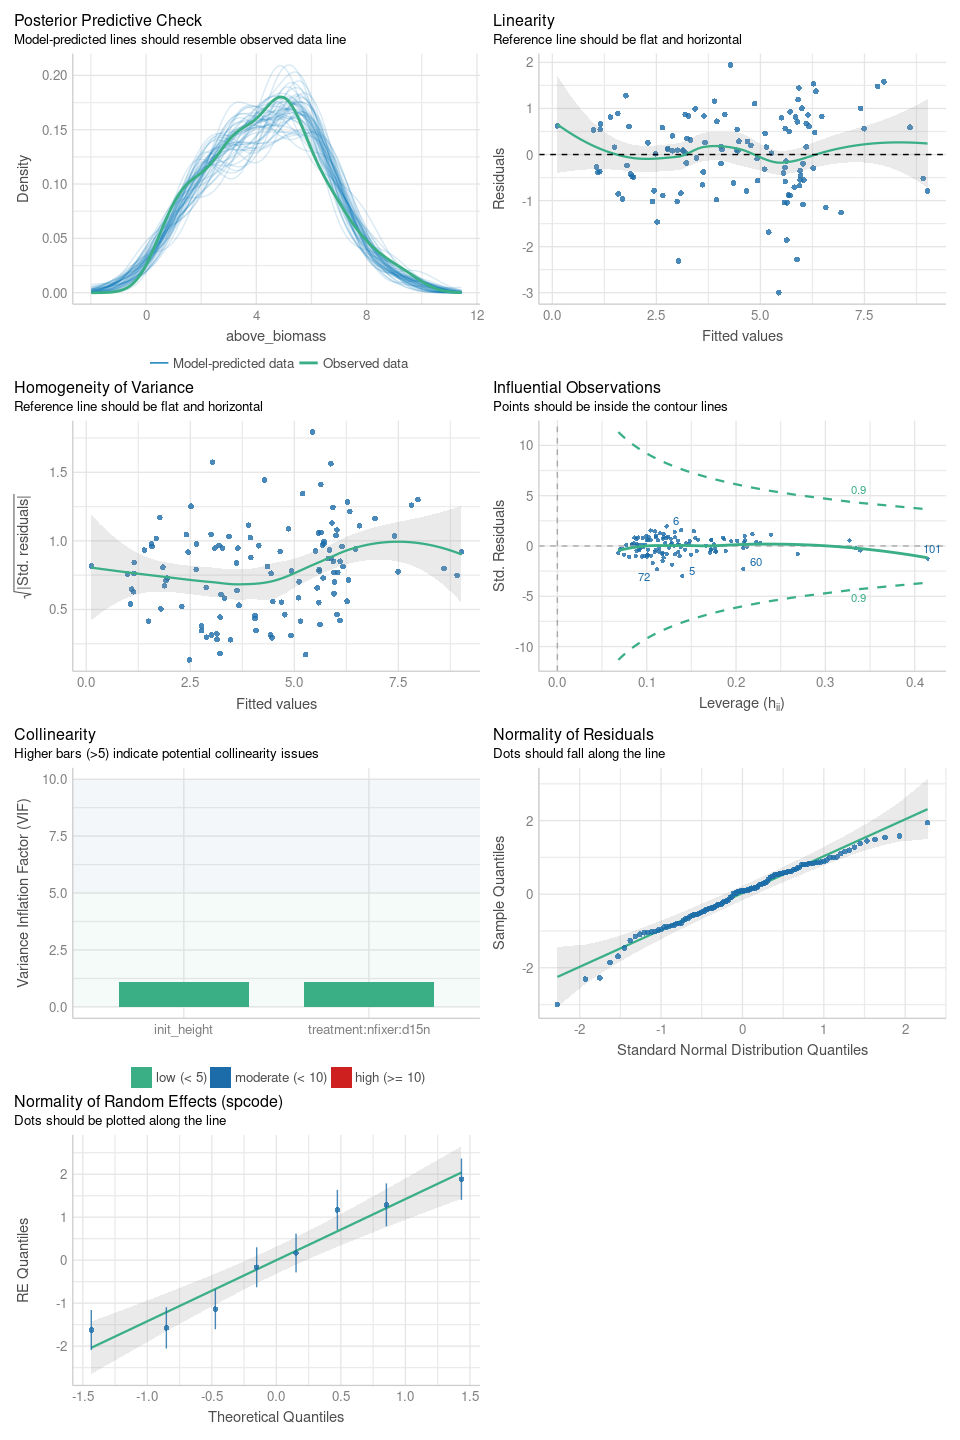 Posterior Predictive Check
Model-predicted lines should resemble observed data line
0.20
0.15
0.10
0.05
0.00
Density
0
4
8
12
above_biomass
Model-predicted data
Observed data
Linearity
Reference line should be flat and horizontal
2
1
0
-1
-2
-3
Residuals
0.0
2.5
5.0
7.5
Fitted values
Homogeneity of Variance
Reference line should be flat and horizontal
1.5
1.0
0.5
√|Std. residuals|
0.0
2.5
5.0
7.5
Fitted values
Influential Observations
Points should be inside the contour lines
10
5
0
-5
-10
Std. Residuals
0.9
6
101
72
5
60
0.9
0.0
0.1
0.2
0.3
0.4
Leverage (hii)
Collinearity
Higher bars (>5) indicate potential collinearity issues
10.0
7.5
5.0
2.5
0.0
Variance Inflation Factor (VIF)
init_height
treatment:nfixer:d15n
low (< 5)
moderate (< 10)
high (>= 10)
Normality of Residuals
Dots should fall along the line
2
0
-2
Sample Quantiles
-2
-1
0
1
2
Standard Normal Distribution Quantiles
Normality of Random Effects (spcode)
Dots should be plotted along the line
2
1
0
-1
-2
RE Quantiles
-1.5
-1.0
-0.5
0.0
0.5
1.0
1.5
Theoretical Quantiles